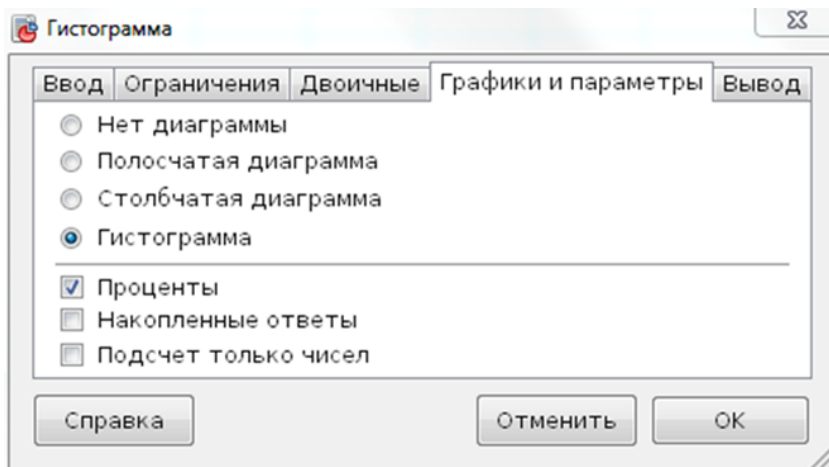 Гистограмма
Ввод Ограничения Двоичные Графики и параметры Вывод
Нет диаграммы
Полосчатая диаграмма
Столбчатая диаграмма
Гистограмма
Проценты
Накопленные ответы
Подсчет только чисел
Справка Отменить OK